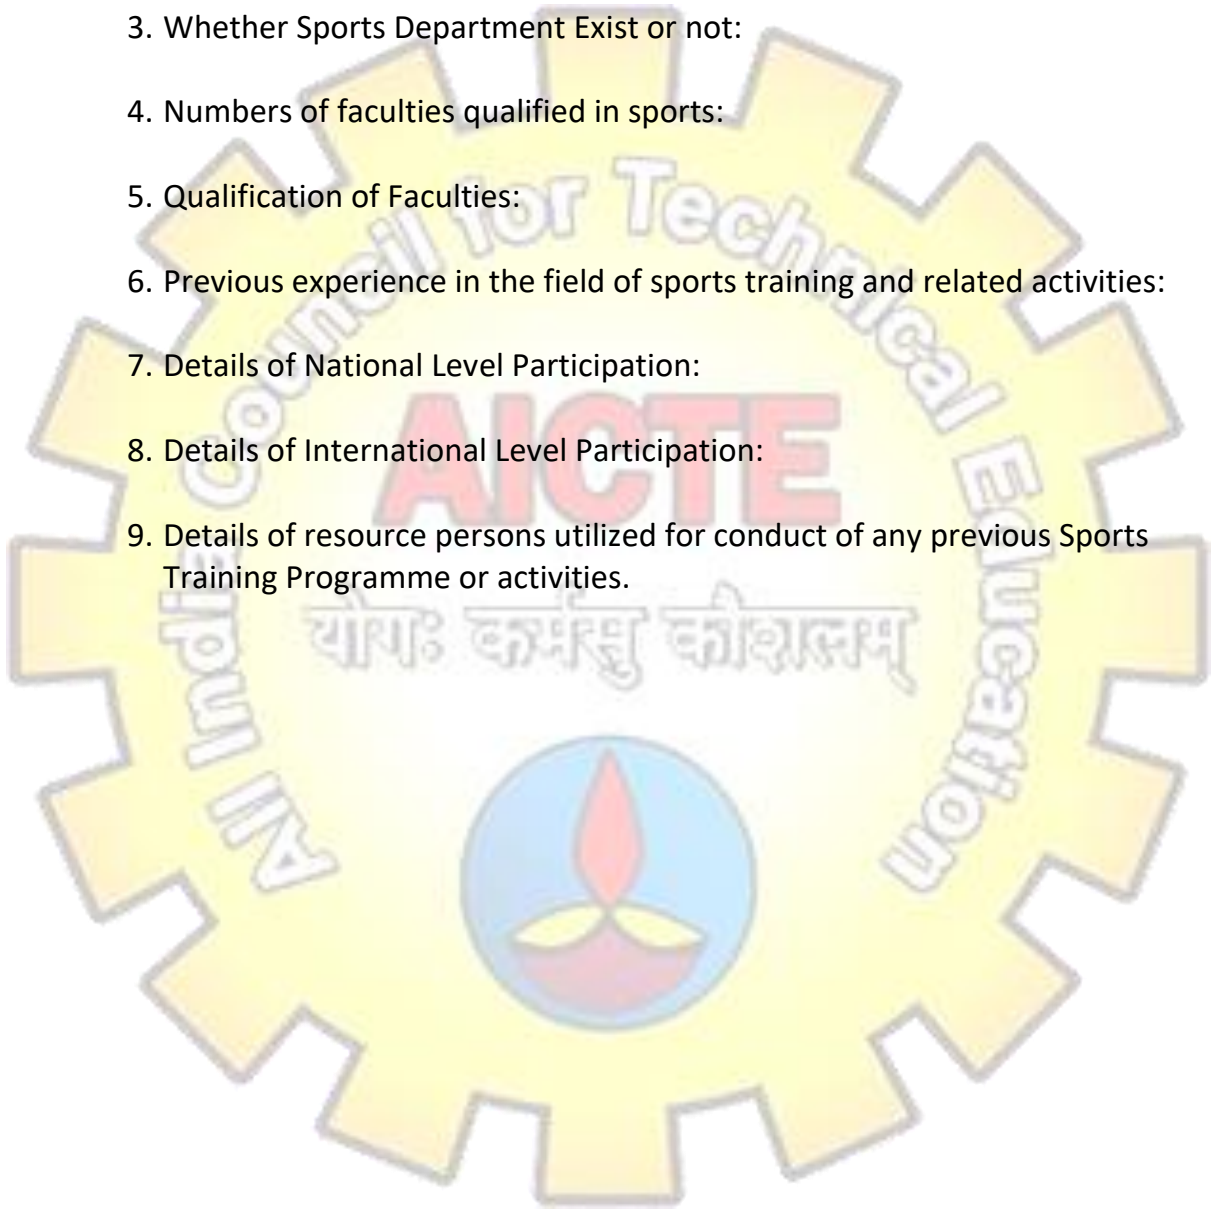 3. Whether Sports Department Exist or not:
4. Numbers of faculties qualified in sports:
5. Qualification of Faculties:
6. Previous experience in the field of sports training and related activities:
7. Details of National Level Participation:
8. Details of International Level Participation:
9. Details of resource persons utilized for conduct of any previous Sports
Training Programme or activities.
All India Council for Technical Education
AICTE
योगः कर्मसु कौशलम्